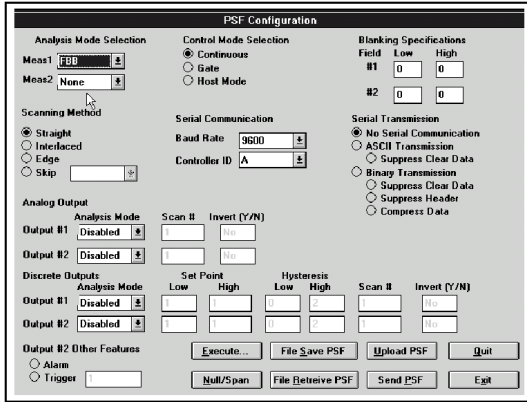 PSF Configuration
Analysis Mode Selection
Meas1 FBB
Meas2 None
Control Mode Selection
Continuous
Gate
Host Mode
Blanking Specifications
Field Low High
#1 0 0
#2 0 0
Scanning Method
Straight
Interlaced
Edge
Skip
Serial Communication
Baud Rate 9600
Controller ID A
Serial Transmission
No Serial Communication
ASCII Transmission
Suppress Clear Data
Binary Transmission
Suppress Clear Data
Suppress Header
Compress Data
Analog Output
Analysis Mode Scan # Invert (Y/N)
Output #1 Disabled 1 No
Output #2 Disabled 1 No
Discrete Outputs Set Point Hysteresis
Analysis Mode Low High Low High Scan # Invert (Y/N)
Output #1 Disabled 1 1 0 2 1 No
Output #2 Disabled 1 1 0 2 1 No
Output #2 Other Features
Alarm
Trigger 1
Execute... File Save PSF Upload PSF Quit
Null/Span File Retreive PSF Send PSF Exit